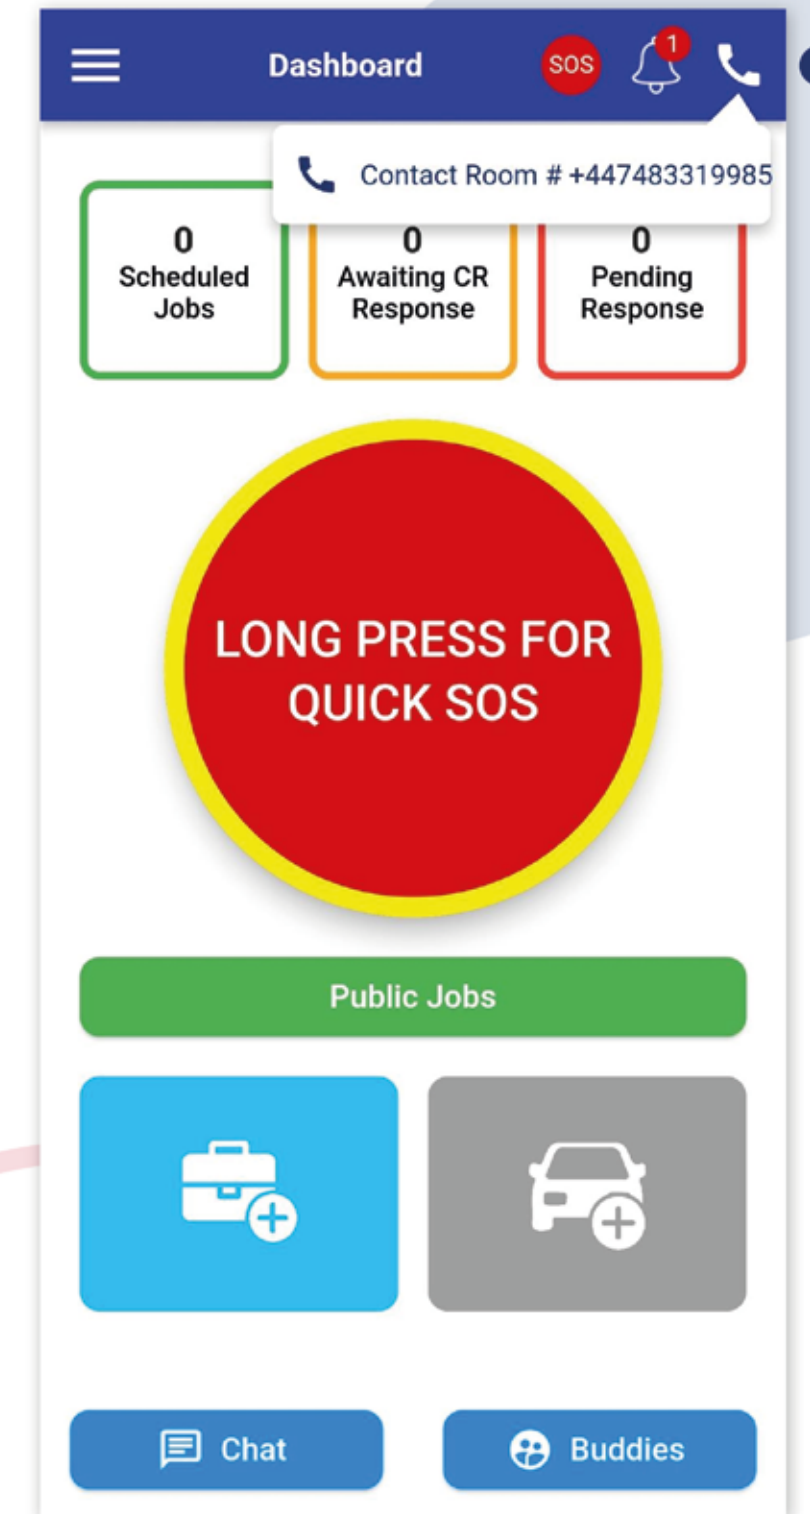 Dashboard
SOS
1
Contact Room # +447483319985
0
Scheduled
Jobs
0
Awaiting CR
Response
0
Pending
Response
LONG PRESS FOR
QUICK SOS
Public Jobs
Chat
Buddies